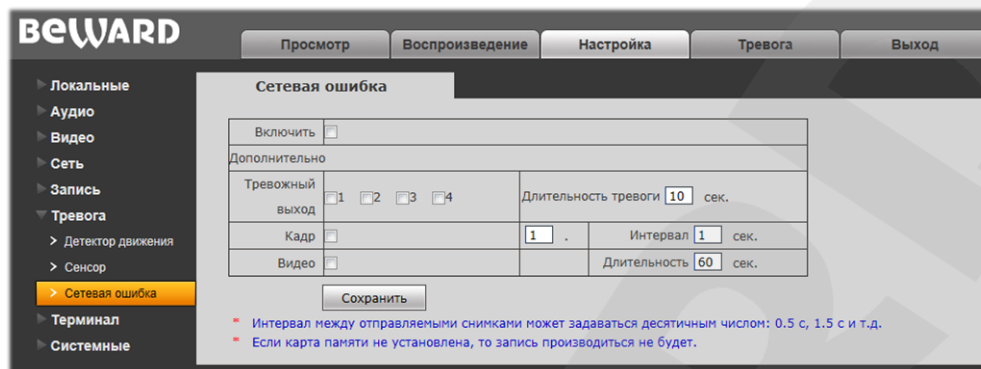 BEWARD
Просмотр Воспроизведение Настройка Тревога Выход
Локальные
Аудио
Видео
Сеть
Запись
Тревога
> Детектор движения
> Сенсор
> Сетевая ошибка
Терминал
Системные
Сетевая ошибка
Включить
Дополнительно
Тревожный выход 1 2 3 4 Длительность тревоги 10 сек.
Кадр 1 . Интервал 1 сек.
Видео Длительность 60 сек.
Сохранить
* Интервал между отправляемыми снимками может задаваться десятичным числом: 0.5 с, 1.5 с и т.д.
* Если карта памяти не установлена, то запись производиться не будет.